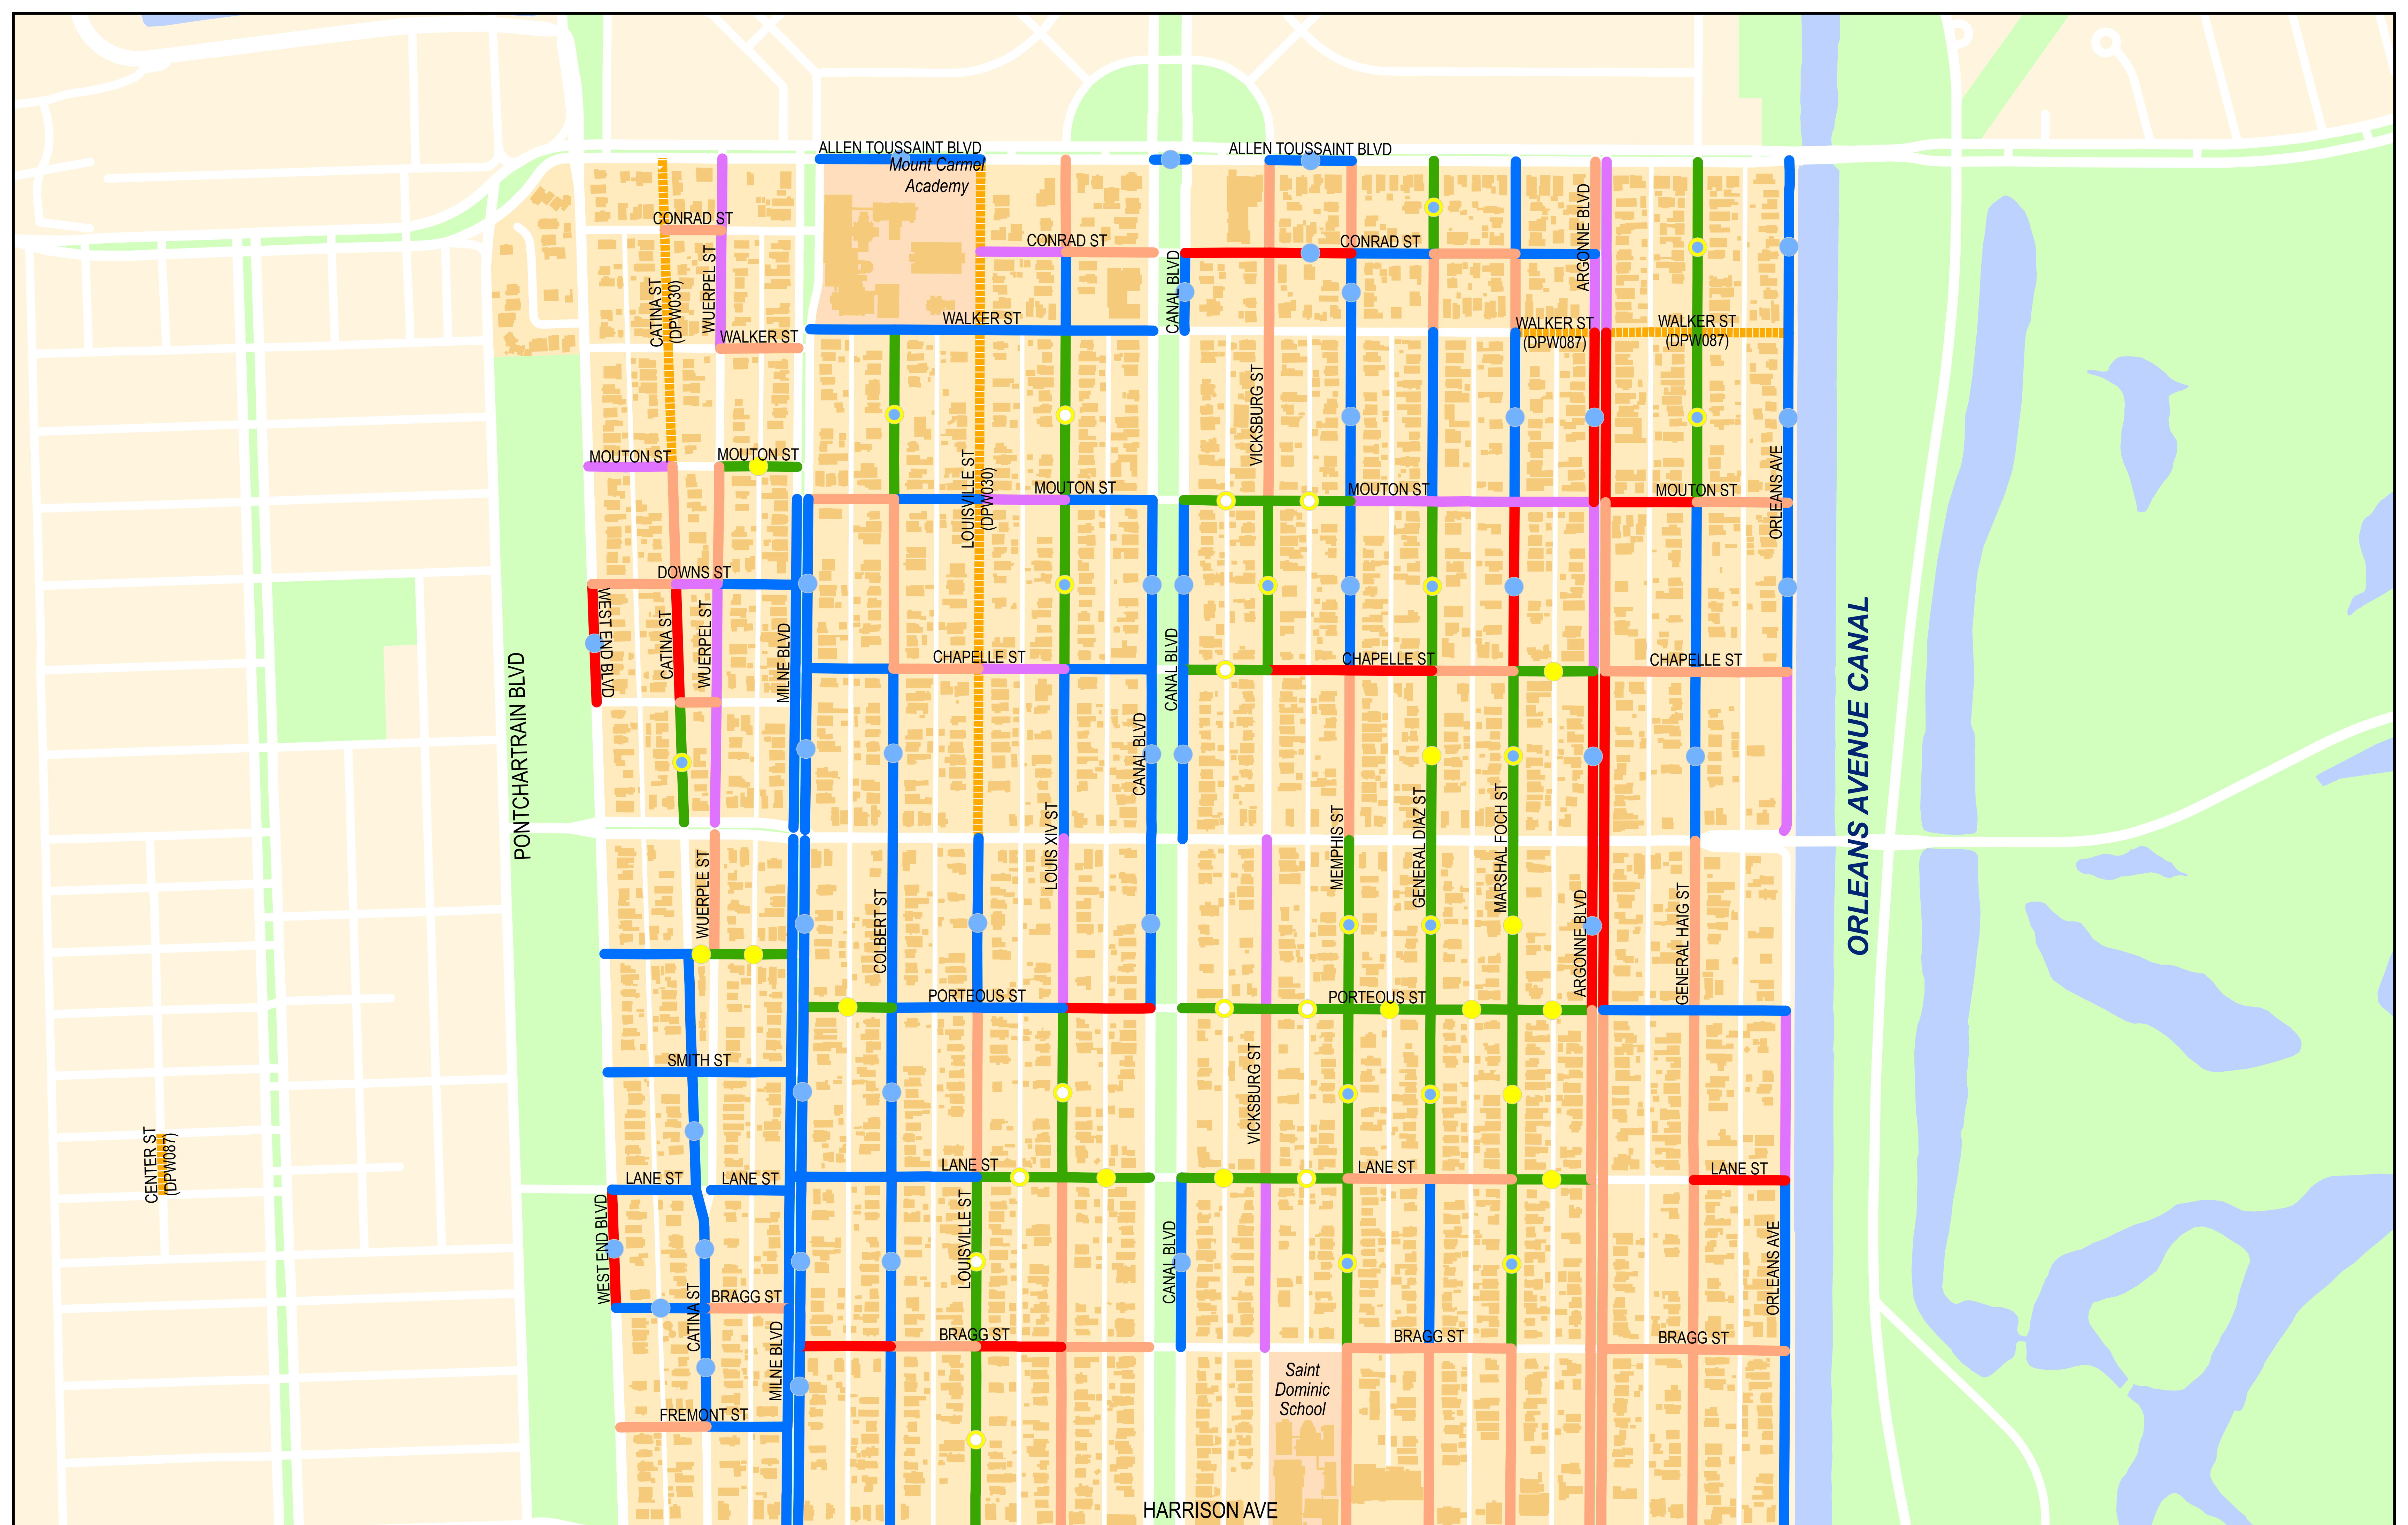 ALLEN TOUSSAINT BLVD
ALLEN TOUSSAINT BLVD
Mount Carmel
Academy
CONRAD ST
CONRAD ST
CONRAD ST
ARGONNE BLVD
CATINA ST
(DPW030)
WUERPEL ST
CANAL BLVD
WALKER ST
WALKER ST
WALKER ST
(DPW087)
WALKER ST
(DPW087)
VICKSBURG ST
MOUTON ST
MOUTON ST
LOUISVILLE ST
(DPW030)
MOUTON ST
MOUTON ST
MOUTON ST
ORLEANS AVE
DOWNS ST
WEST END BLVD
CATINA ST
WUERPEL ST
MILNE BLVD
CHAPELLE ST
CANAL BLVD
CHAPELLE ST
CHAPELLE ST
PONTCHARTRAIN BLVD
CANAL BLVD
ORLEANS AVENUE CANAL
WUERPLE ST
COLBERT ST
LOUIS XIV ST
MEMPHIS ST
GENERAL DIAZ ST
MARSHAL FOCH ST
ARGONNE BLVD
GENERAL HAIG ST
PORTEOUS ST
PORTEOUS ST
SMITH ST
VICKSBURG ST
CENTER ST
(DPW087)
LANE ST
LANE ST
LANE ST
LANE ST
LANE ST
WEST END BLVD
LOUISVILLE ST
CANAL BLVD
ORLEANS AVE
CATINA ST
BRAGG ST
MILNE BLVD
BRAGG ST
BRAGG ST
BRAGG ST
Saint
Dominic
School
FREMONT ST
HARRISON AVE